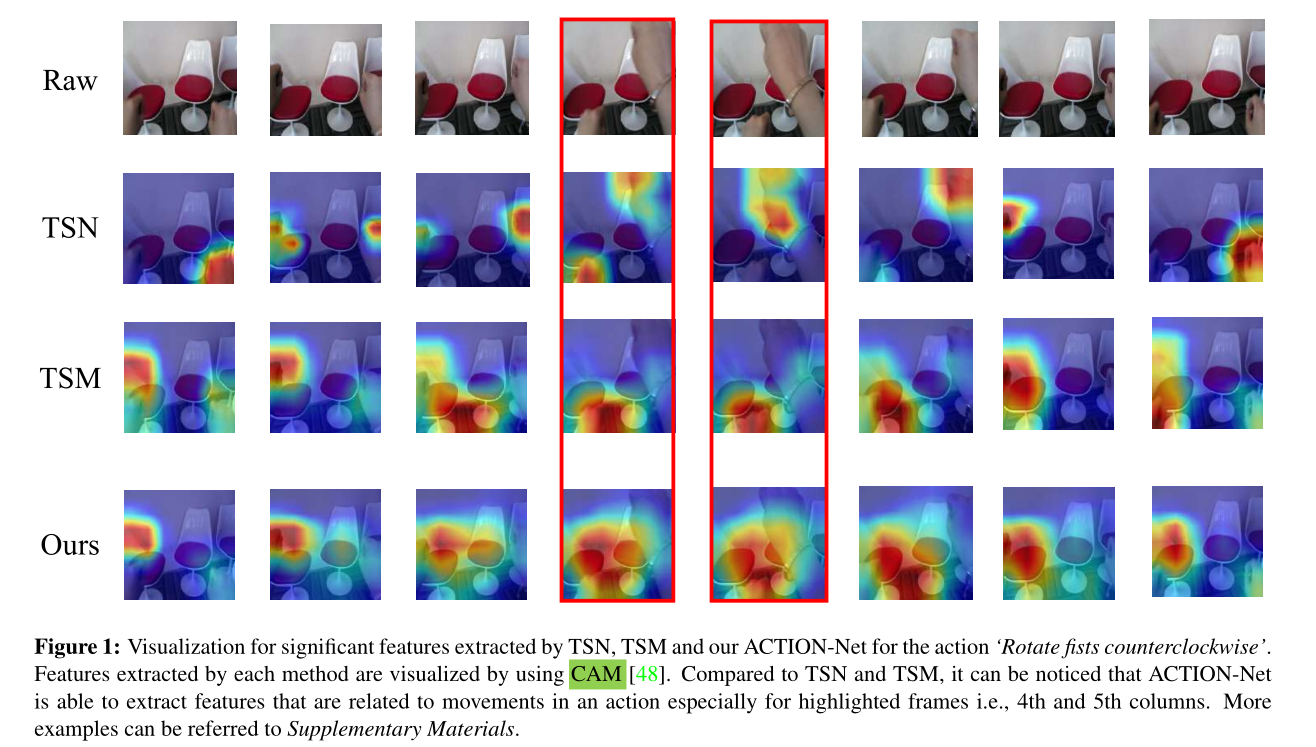 Raw
TSN
TSM
Ours
Figure 1: Visualization for significant features extracted by TSN, TSM and our ACTION-Net for the action ‘Rotate fists counterclockwise’.
Features extracted by each method are visualized by using CAM [48]. Compared to TSN and TSM, it can be noticed that ACTION-Net
is able to extract features that are related to movements in an action especially for highlighted frames i.e., 4th and 5th columns. More
examples can be referred to Supplementary Materials.